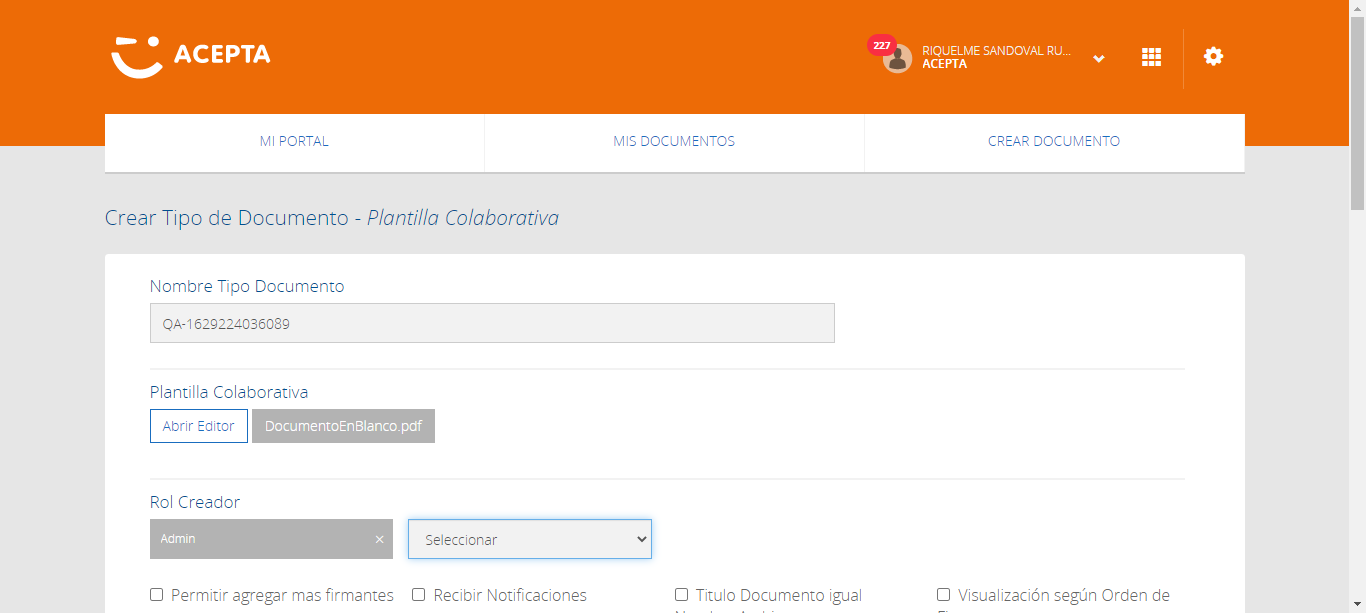 ACEPTA
227
RIQUELME SANDOVAL RU...
ACEPTA
MI PORTAL
MIS DOCUMENTOS
CREAR DOCUMENTO
Crear Tipo de Documento - Plantilla Colaborativa
Nombre Tipo Documento
QA-1629224036089
Plantilla Colaborativa
Abrir Editor
DocumentoEnBlanco.pdf
Rol Creador
Admin ×
Seleccionar
Permitir agregar mas firmantes
Recibir Notificaciones
Titulo Documento igual
Visualización según Orden de